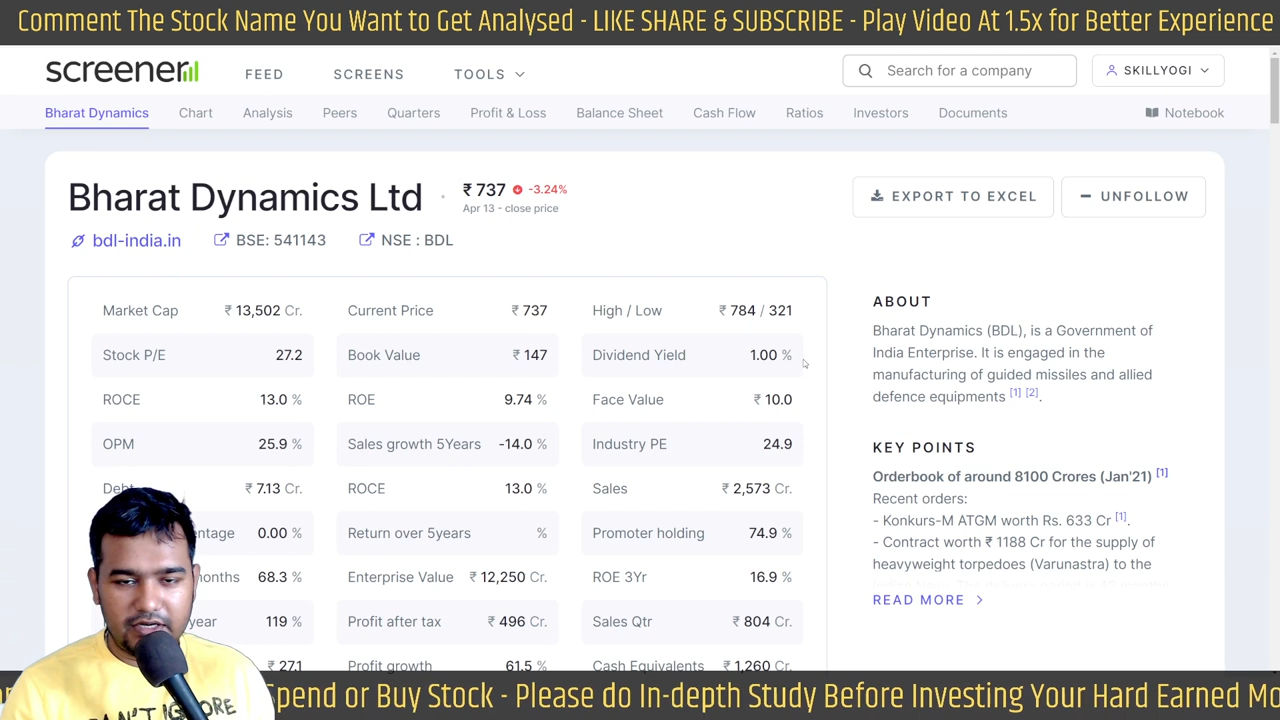 Comment The Stock Name You Want to Get Analysed - LIKE SHARE & SUBSCRIBE - Play Video At 1.5x for Better Experience
screener
FEED SCREENS TOOLS
Search for a company
SKILLYOGI
Bharat Dynamics Chart Analysis Peers Quarters Profit & Loss Balance Sheet Cash Flow Ratios Investors Documents Notebook
Bharat Dynamics Ltd
₹ 737 -3.24%
Apr 13 - close price
EXPORT TO EXCEL
UNFOLLOW
bdl-india.in BSE: 541143 NSE : BDL
Market Cap ₹ 13,502 Cr. Current Price ₹ 737 High / Low ₹ 784 / 321
Stock P/E 27.2 Book Value ₹ 147 Dividend Yield 1.00 %
ROCE 13.0 % ROE 9.74 % Face Value ₹ 10.0
OPM 25.9 % Sales growth 5Years -14.0 % Industry PE 24.9
Debt ₹ 7.13 Cr. ROCE 13.0 % Sales ₹ 2,573 Cr.
entage 0.00 % Return over 5years % Promoter holding 74.9 %
months 68.3 % Enterprise Value ₹ 12,250 Cr. ROE 3Yr 16.9 %
year 119 % Profit after tax ₹ 496 Cr. Sales Qtr ₹ 804 Cr.
₹ 27.1 Profit growth 61.5 % Cash Equivalents ₹ 1,260 Cr.
ABOUT
Bharat Dynamics (BDL), is a Government of
India Enterprise. It is engaged in the
manufacturing of guided missiles and allied
defence equipments [1] [2].
KEY POINTS
Orderbook of around 8100 Crores (Jan'21) [1]
Recent orders:
- Konkurs-M ATGM worth Rs. 633 Cr [1].
- Contract worth ₹ 1188 Cr for the supply of
heavyweight torpedoes (Varunastra) to the
READ MORE
Spend or Buy Stock - Please do In-depth Study Before Investing Your Hard Earned Mo